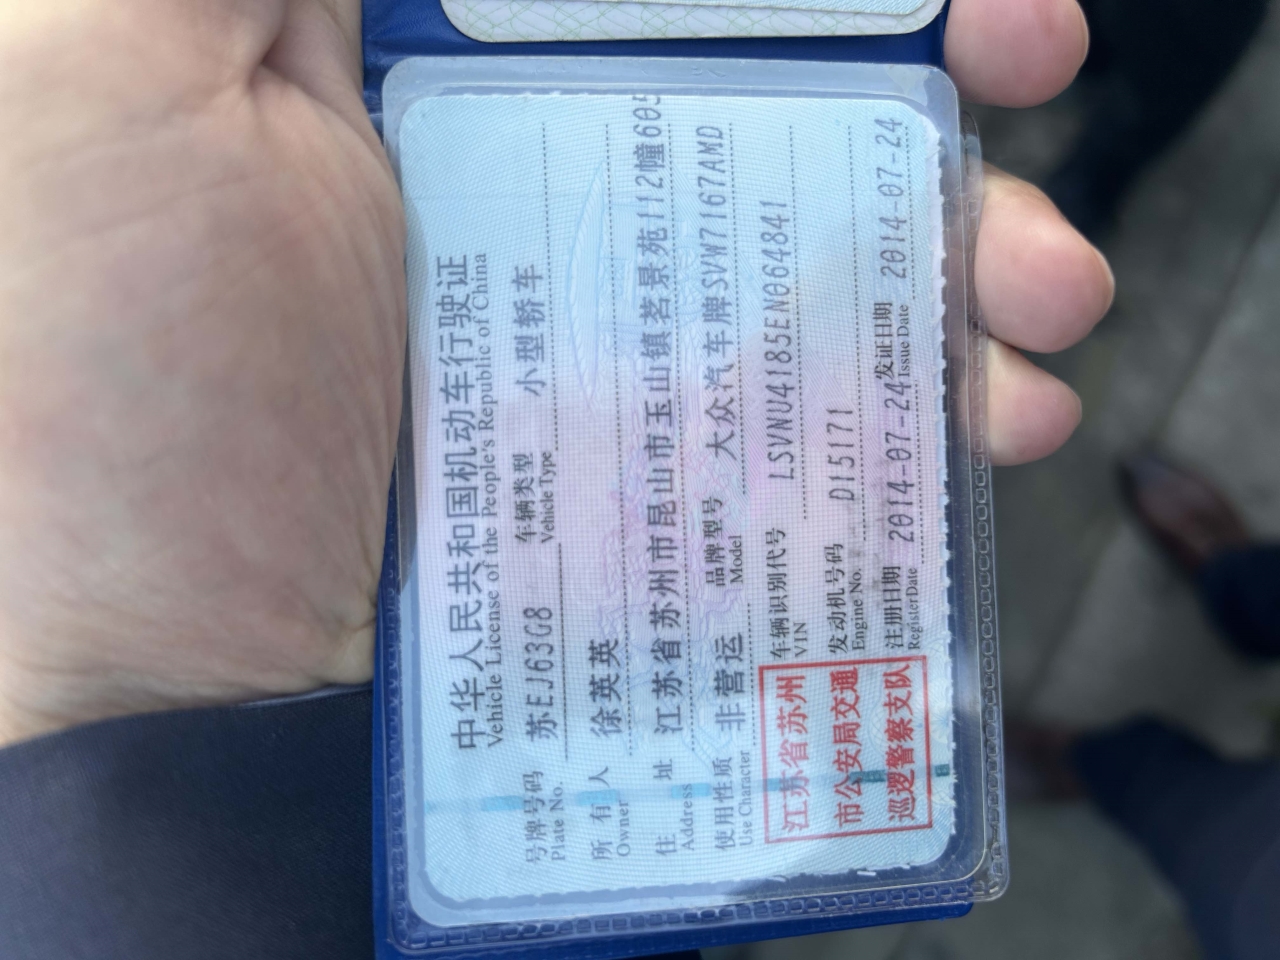 中华人民共和国机动车行驶证
Vehicle License of the People's Republic of China
号牌号码 苏EJ63G8 车辆类型 小型轿车
Plate No. Vehicle Type
所有人 徐英英
Owner
住址 江苏省苏州市昆山市玉山镇茗景苑112幢605
Address
使用性质 非营运 品牌型号 大众汽车牌SVW7167AMD
Use Character Model
车辆识别代号 LSVNU4185EN064841
VIN
发动机号码 D15171
Engine No.
注册日期 2014-07-24 发证日期 2014-07-24
Register Date Issue Date
江苏省苏州
市公安局交通
巡逻警察支队